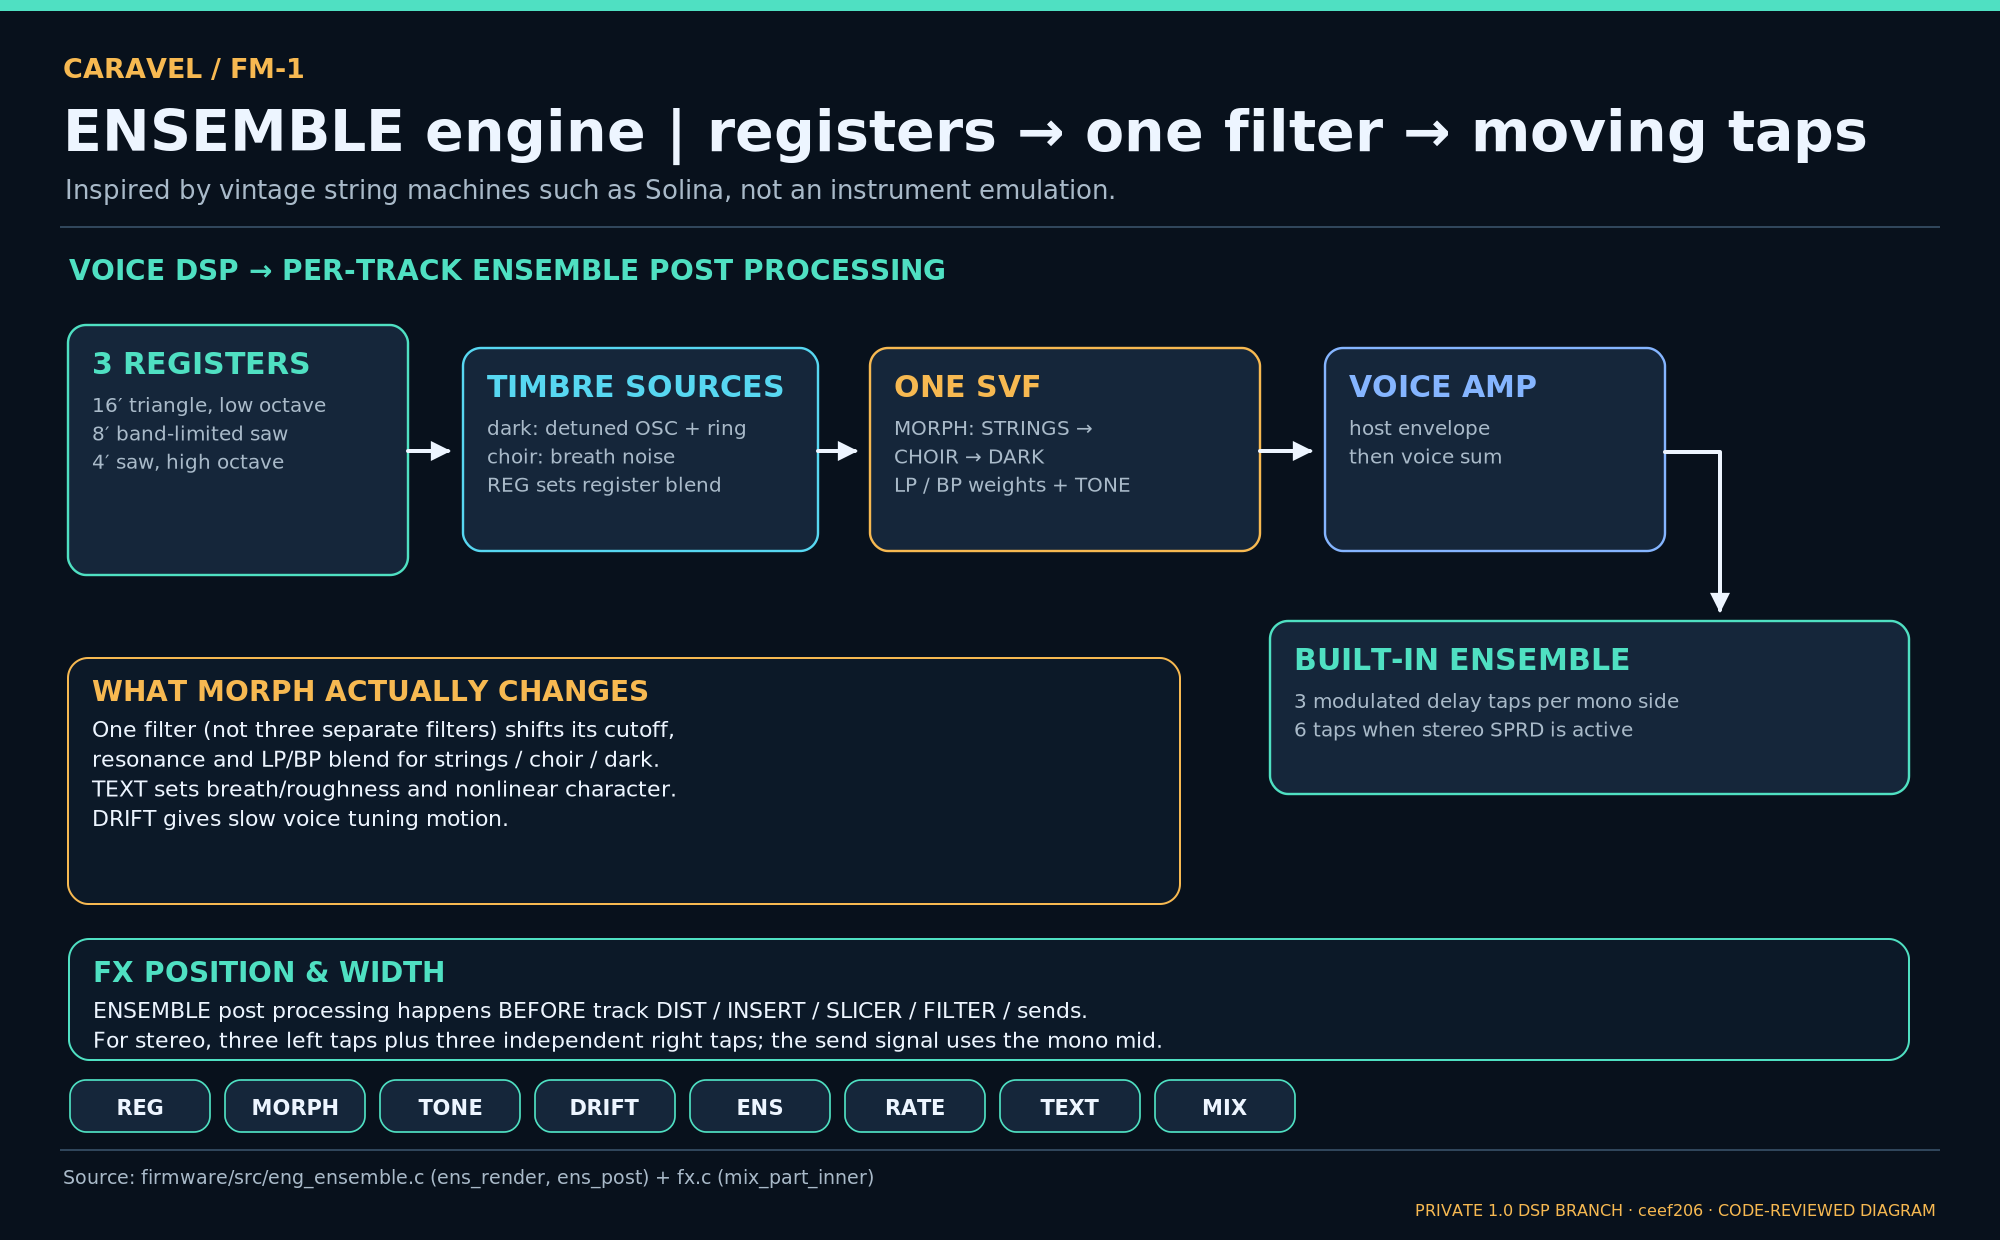 CARAVEL / FM-1
ENSEMBLE engine | registers → one filter → moving taps
Inspired by vintage string machines such as Solina, not an instrument emulation.
VOICE DSP → PER-TRACK ENSEMBLE POST PROCESSING
3 REGISTERS
16′ triangle, low octave
8′ band-limited saw
4′ saw, high octave
TIMBRE SOURCES
dark: detuned OSC + ring
choir: breath noise
REG sets register blend
ONE SVF
MORPH: STRINGS →
CHOIR → DARK
LP / BP weights + TONE
VOICE AMP
host envelope
then voice sum
BUILT-IN ENSEMBLE
3 modulated delay taps per mono side
6 taps when stereo SPRD is active
WHAT MORPH ACTUALLY CHANGES
One filter (not three separate filters) shifts its cutoff,
resonance and LP/BP blend for strings / choir / dark.
TEXT sets breath/roughness and nonlinear character.
DRIFT gives slow voice tuning motion.
FX POSITION & WIDTH
ENSEMBLE post processing happens BEFORE track DIST / INSERT / SLICER / FILTER / sends.
For stereo, three left taps plus three independent right taps; the send signal uses the mono mid.
REG
MORPH
TONE
DRIFT
ENS
RATE
TEXT
MIX
Source: firmware/src/eng_ensemble.c (ens_render, ens_post) + fx.c (mix_part_inner)
PRIVATE 1.0 DSP BRANCH · ceef206 · CODE-REVIEWED DIAGRAM